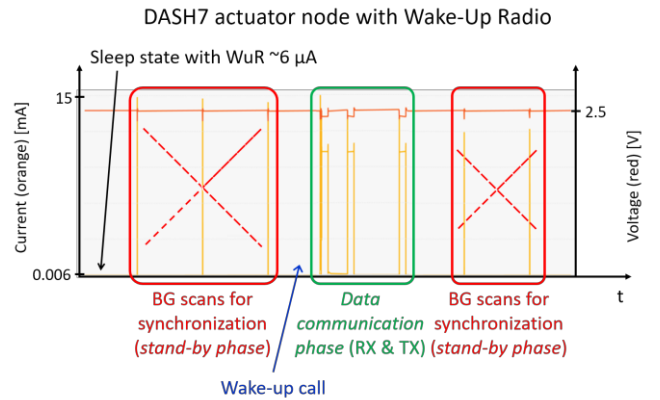 DASH7 actuator node with Wake-Up Radio
Sleep state with WuR ~6 µA
15
2.5
Current (orange) [mA]
Voltage (red) [V]
0.006
t
BG scans for
synchronization
(stand-by phase)
Data
communication
phase (RX & TX)
BG scans for
synchronization
(stand-by phase)
Wake-up call